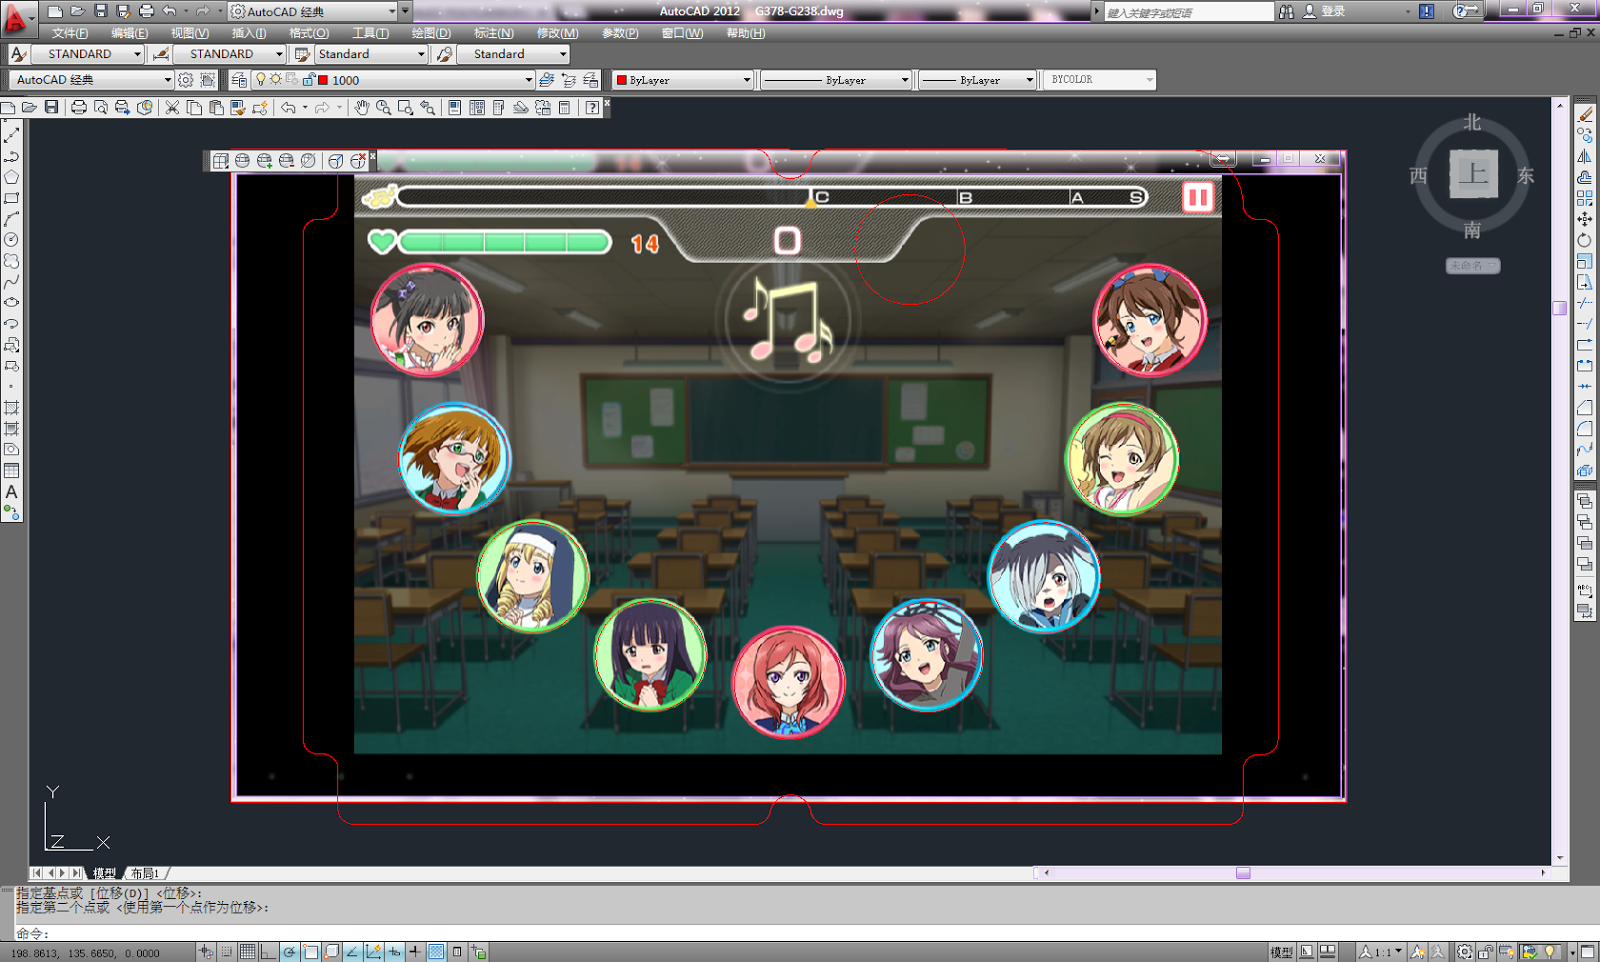 AutoCAD 经典
AutoCAD 2012 G378-G238.dwg
键入关键字或短语
登录
文件(F) 编辑(E) 视图(V) 插入(I) 格式(O) 工具(T) 绘图(D) 标注(N) 修改(M) 参数(P) 窗口(W) 帮助(H)
STANDARD STANDARD Standard Standard
AutoCAD 经典 1000 ByLayer ByLayer ByLayer BYCOLOR
北
西 上 东
南
未命名
C B A S
14 0
A
Y
Z X
模型 布局1
指定基点或 [位移(D)] <位移>:
指定第二个点或 <使用第一个点作为位移>:
命令:
198.8613, 135.6650, 0.0000 模型 1:1